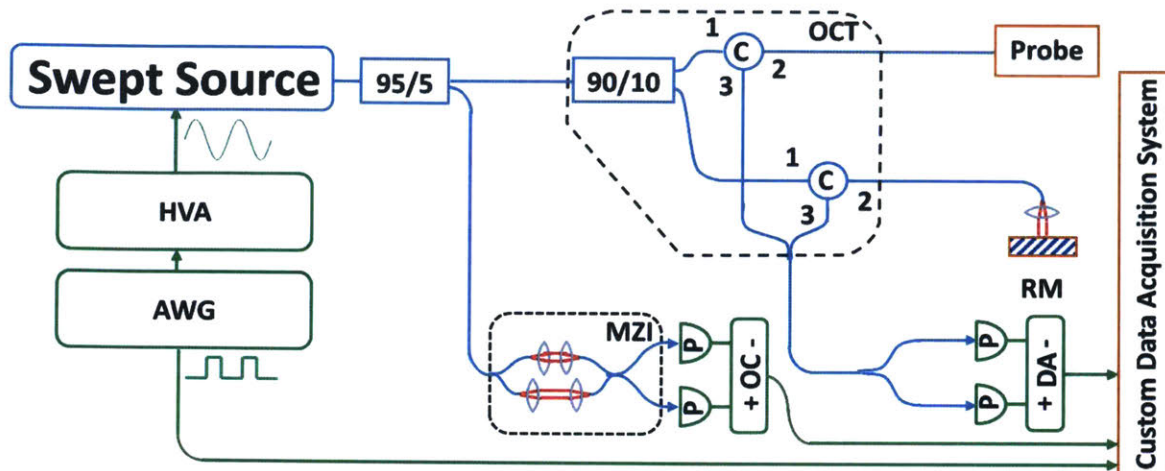 1
OCT
C
2
3
Probe
Swept Source
95/5
90/10
1
C
2
3
HVA
AWG
RM
MZI
P
P
+ OC -
P
P
+ DA -
Custom Data Acquisition System